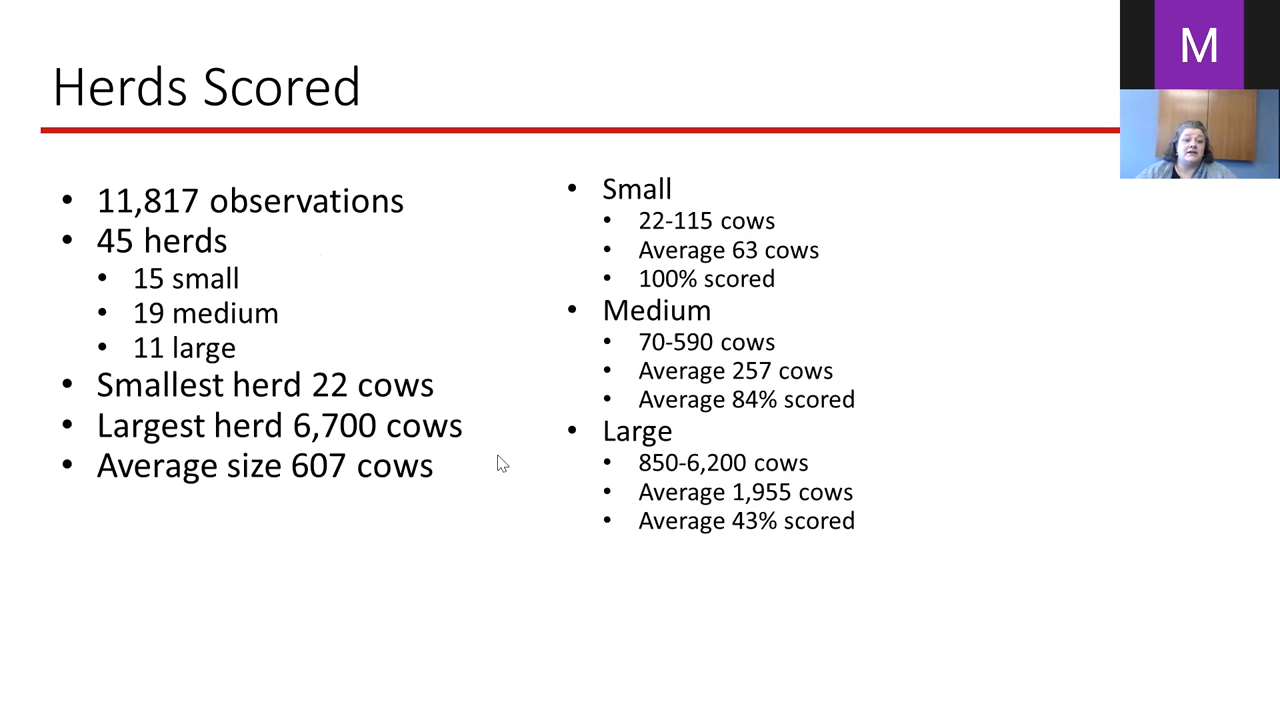 Herds Scored
M
• 11,817 observations
• 45 herds
• 15 small
• 19 medium
• 11 large
• Smallest herd 22 cows
• Largest herd 6,700 cows
• Average size 607 cows
• Small
• 22-115 cows
• Average 63 cows
• 100% scored
• Medium
• 70-590 cows
• Average 257 cows
• Average 84% scored
• Large
• 850-6,200 cows
• Average 1,955 cows
• Average 43% scored